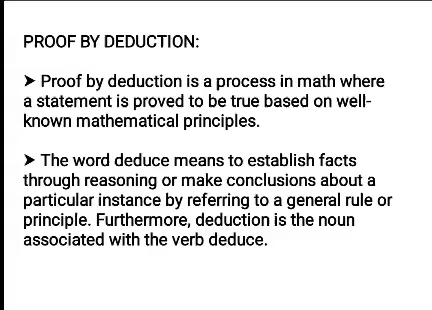 PROOF BY DEDUCTION:
➤ Proof by deduction is a process in math where
a statement is proved to be true based on well-
known mathematical principles.
➤ The word deduce means to establish facts
through reasoning or make conclusions about a
particular instance by referring to a general rule or
principle. Furthermore, deduction is the noun
associated with the verb deduce.